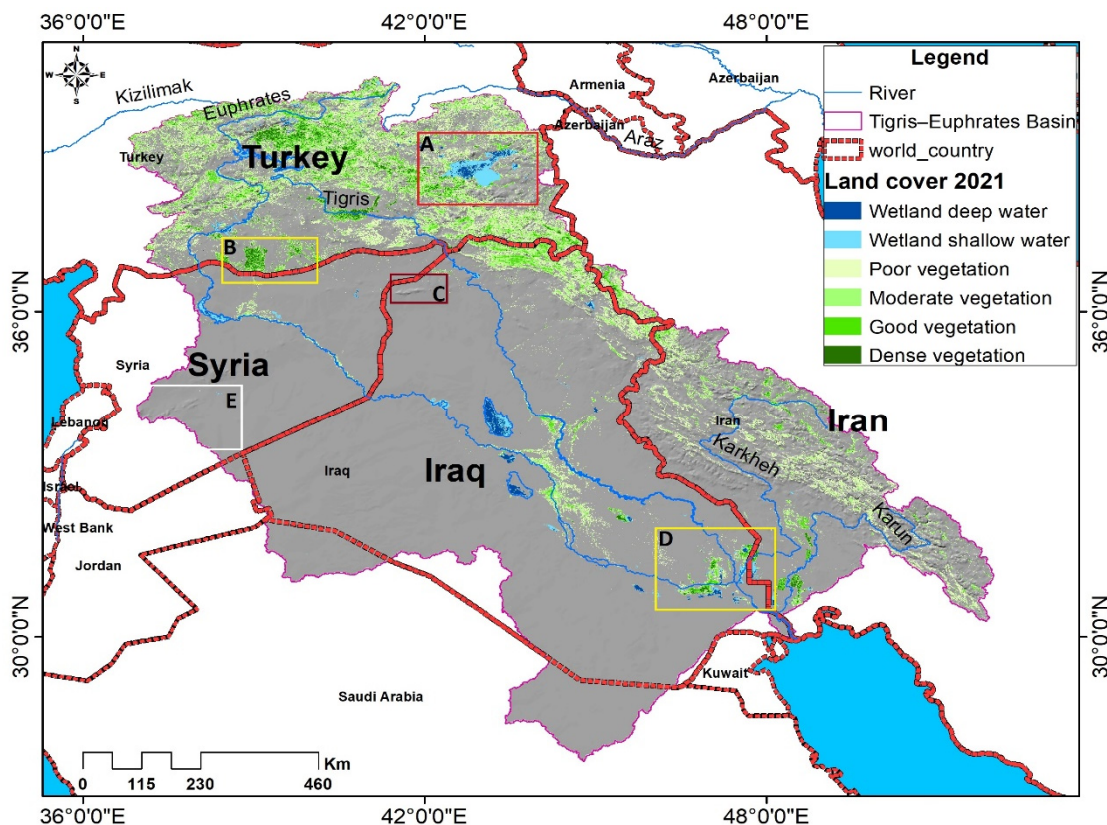 36°0'0"E 42°0'0"E 48°0'0"E
N
W E
S
Kizilimak
Euphrates
Armenia
Azerbaijan
Azerbaijan
Araz
Turkey
Turkey
A
Tigris
B
C
36°0'0"N
36°0'0"N
Syria
Syria
E
Lebanon
Israel
West Bank
Jordan
Iraq
Iraq
Iran
Iran
Karkheh
Karun
D
30°0'0"N
30°0'0"N
Kuwait
Saudi Arabia
Legend
River
Tigris–Euphrates Basin
world_country
Land cover 2021
Wetland deep water
Wetland shallow water
Poor vegetation
Moderate vegetation
Good vegetation
Dense vegetation
Km
0 115 230 460
36°0'0"E 42°0'0"E 48°0'0"E